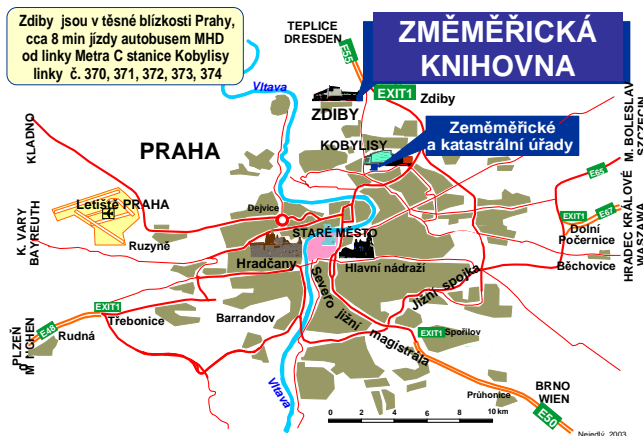 Zdiby jsou v těsné blízkosti Prahy,
cca 8 min jízdy autobusem MHD
od linky Metra C stanice Kobylisy
linky č. 370, 371, 372, 373, 374
TEPLICE
DRESDEN
E55
ZMĚMĚŘICKÁ
KNIHOVNA
Vltava
EXIT1
Zdiby
ZDIBY
Zeměměřické
a katastrální úřady
KOBYLISY
M. BOLESLAV
SZCZECIN
KLADNO
PRAHA
E65
Letiště PRAHA
Dejvice
E67
HRADEC KRÁLOVÉ
WASZAWA
EXIT1
Dolní
Počernice
K. VARY
BAYREUTH
Ruzyně
STARÉ MĚSTO
Hradčany
Hlavní nádraží
Běchovice
Jižní spojka
Severo jižní magistrála
EXIT1
Třebonice
Barrandov
E48
Rudná
PLZEŇ
EXIT1
Spořilov
Vltava
Průhonice
BRNO
WIEN
E50
0 2 4 6 8 10 km
Nejedlý, 2003